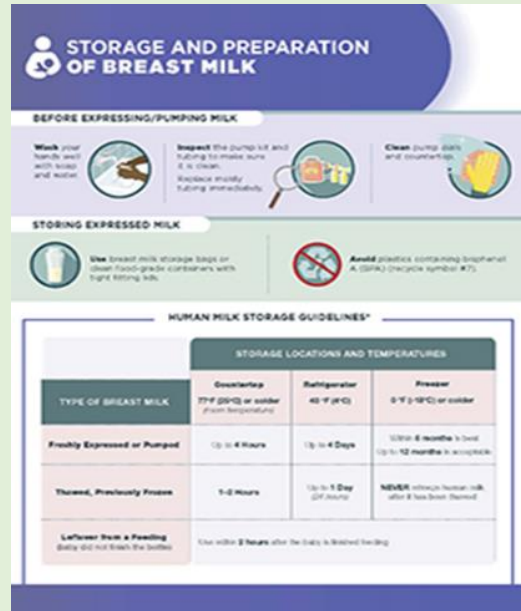 STORAGE AND PREPARATION
OF BREAST MILK
BEFORE EXPRESSING/PUMPING MILK
Wash your
hands well
with soap
and water.
Inspect the pump kit and
tubing to make sure
it is clean.
Replace moldy
tubing immediately.
Clean pump dials
and countertop.
STORING EXPRESSED MILK
Use breast milk storage bags or
clean food-grade containers with
tight fitting lids.
Avoid plastics containing bisphenol
A (BPA) (recycle symbol #7).
HUMAN MILK STORAGE GUIDELINES*
STORAGE LOCATIONS AND TEMPERATURES
TYPE OF BREAST MILK
Countertop
77°F (25°C) or colder
(room temperature)
Refrigerator
40 °F (4°C)
Freezer
0 °F (-18°C) or colder
Freshly Expressed or Pumped
Up to 4 Hours
Up to 4 Days
Within 6 months is best
Up to 12 months is acceptable
Thawed, Previously Frozen
1–2 Hours
Up to 1 Day
(24 hours)
NEVER refreeze human milk
after it has been thawed
Leftover from a Feeding
(baby did not finish the bottle)
Use within 2 hours after the baby is finished feeding